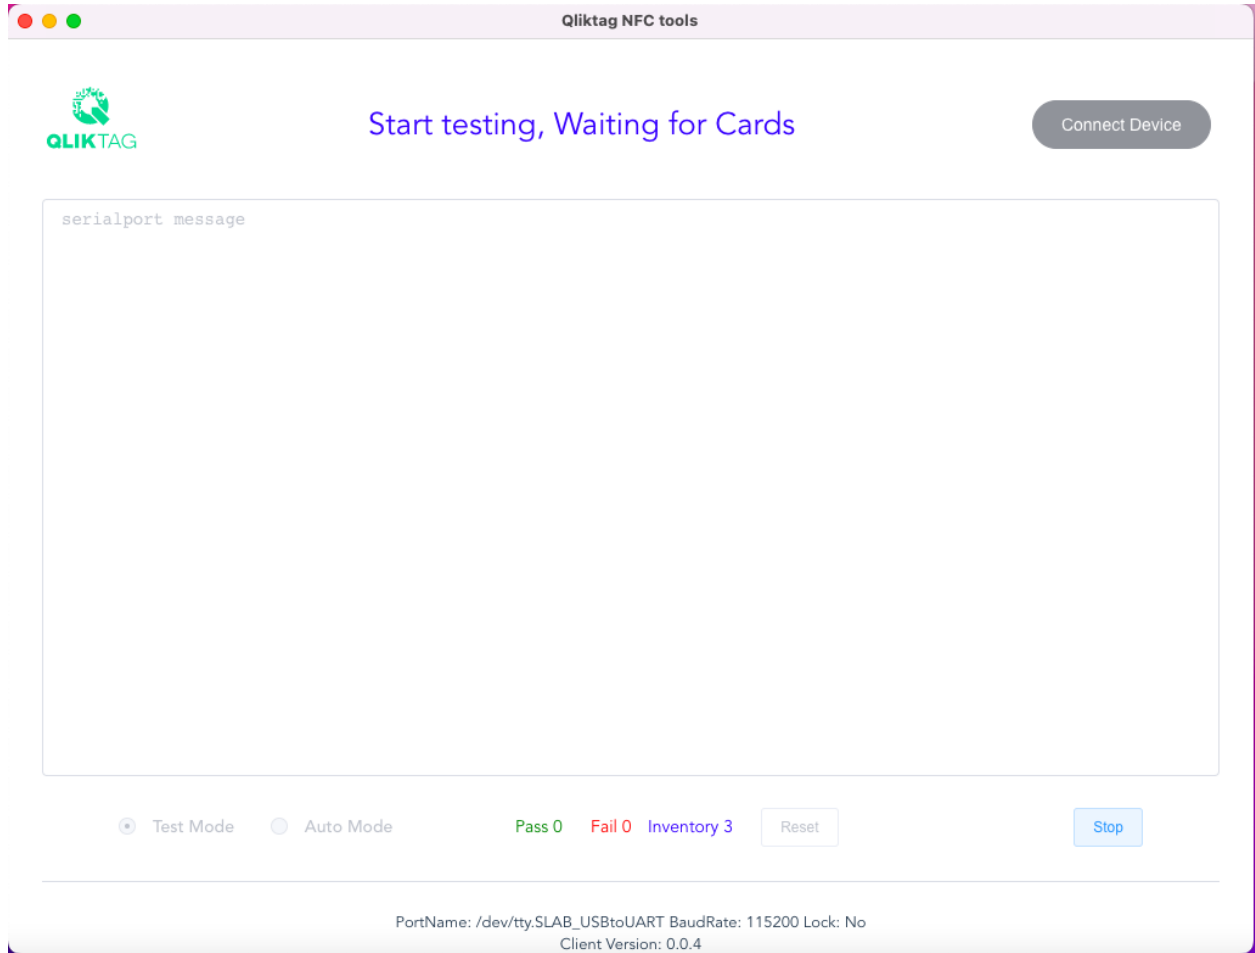 Qliktag NFC tools
QLIKTAG
Start testing, Waiting for Cards
Connect Device
serialport message
Test Mode Auto Mode Pass 0 Fail 0 Inventory 3 Reset Stop
PortName: /dev/tty.SLAB_USBtoUART BaudRate: 115200 Lock: No
Client Version: 0.0.4